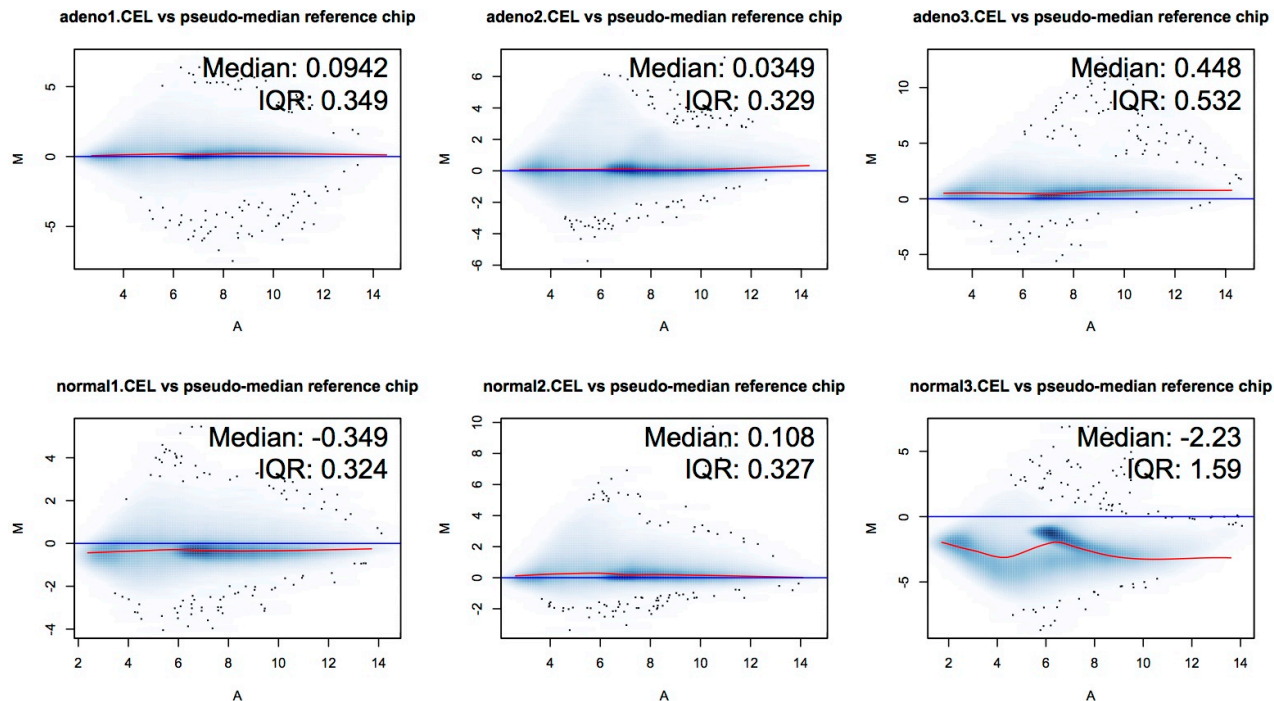 adeno1.CEL vs pseudo-median reference chip
Median: 0.0942
IQR: 0.349
5
0
-5
M
4 6 8 10 12 14
A
adeno2.CEL vs pseudo-median reference chip
Median: 0.0349
IQR: 0.329
6
4
2
0
-2
-4
-6
M
4 6 8 10 12 14
A
adeno3.CEL vs pseudo-median reference chip
Median: 0.448
IQR: 0.532
10
5
0
-5
M
4 6 8 10 12 14
A
normal1.CEL vs pseudo-median reference chip
Median: -0.349
IQR: 0.324
4
2
0
-2
-4
M
2 4 6 8 10 12 14
A
normal2.CEL vs pseudo-median reference chip
Median: 0.108
IQR: 0.327
10
8
6
4
2
0
-2
M
4 6 8 10 12 14
A
normal3.CEL vs pseudo-median reference chip
Median: -2.23
IQR: 1.59
5
0
-5
M
2 4 6 8 10 12 14
A